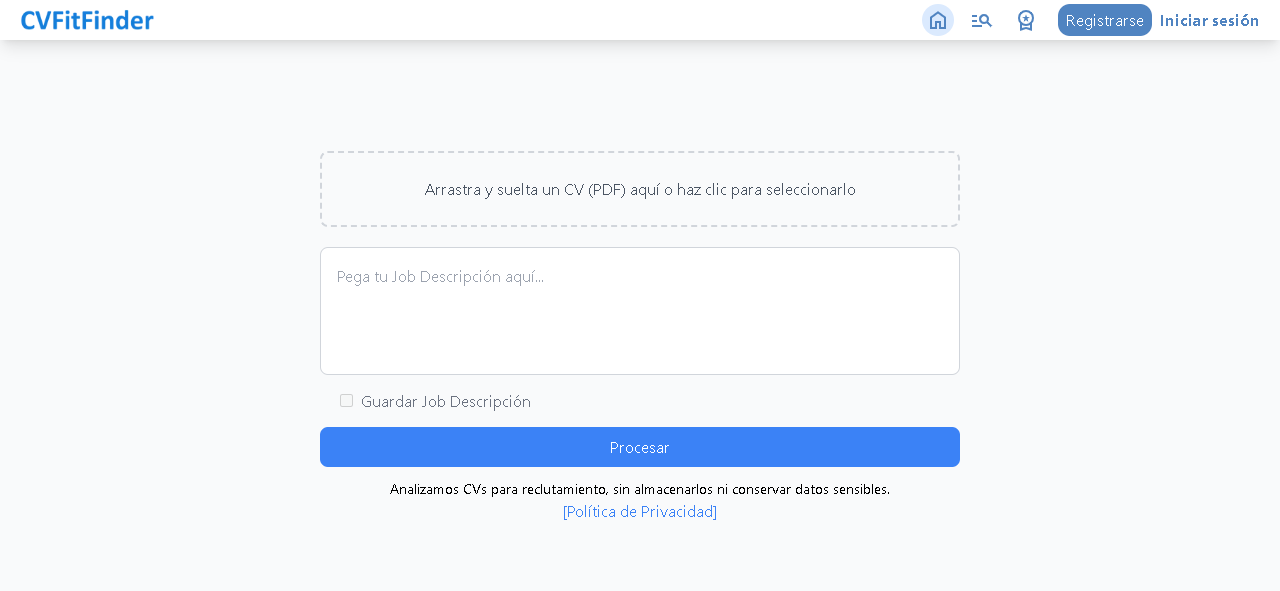 CVFitFinder
Registrarse
Iniciar sesión
Arrastra y suelta un CV (PDF) aquí o haz clic para seleccionarlo
Pega tu Job Descripción aquí...
Guardar Job Descripción
Procesar
Analizamos CVs para reclutamiento, sin almacenarlos ni conservar datos sensibles.
[Política de Privacidad]